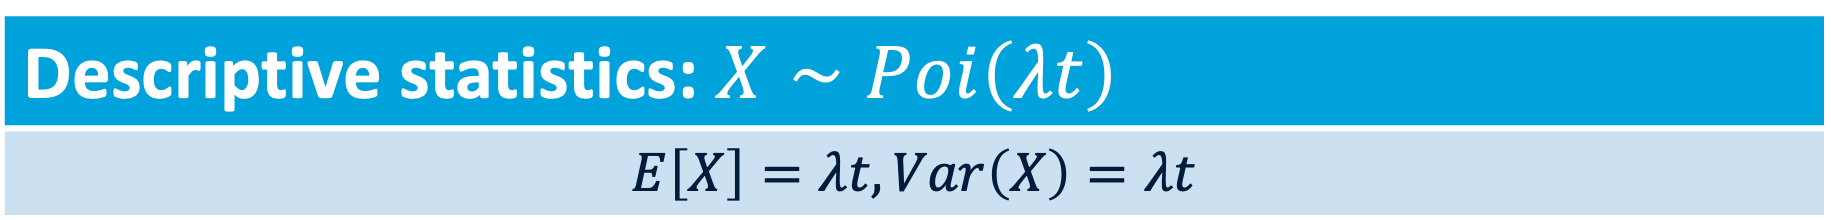 Descriptive statistics: X ~ Poi(λt)
E[X] = λt, Var(X) = λt